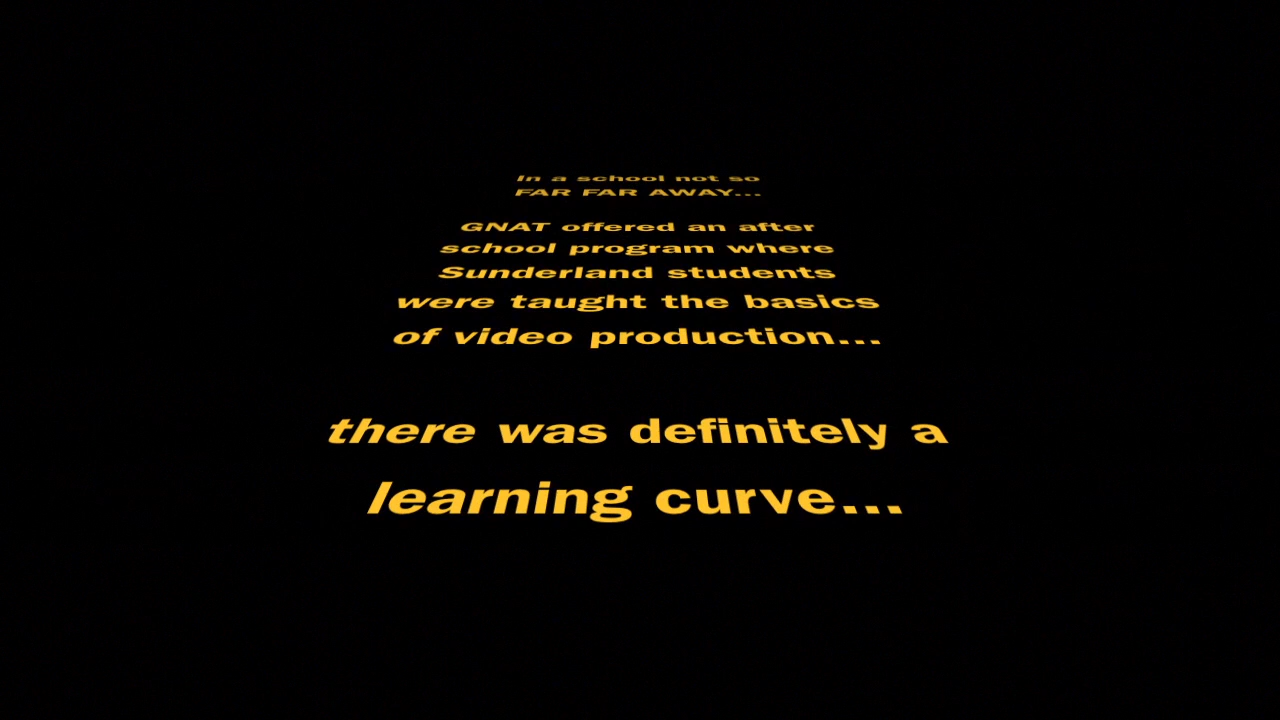 In a school not so
FAR FAR AWAY...
GNAT offered an after
school program where
Sunderland students
were taught the basics
of video production...
there was definitely a
learning curve...